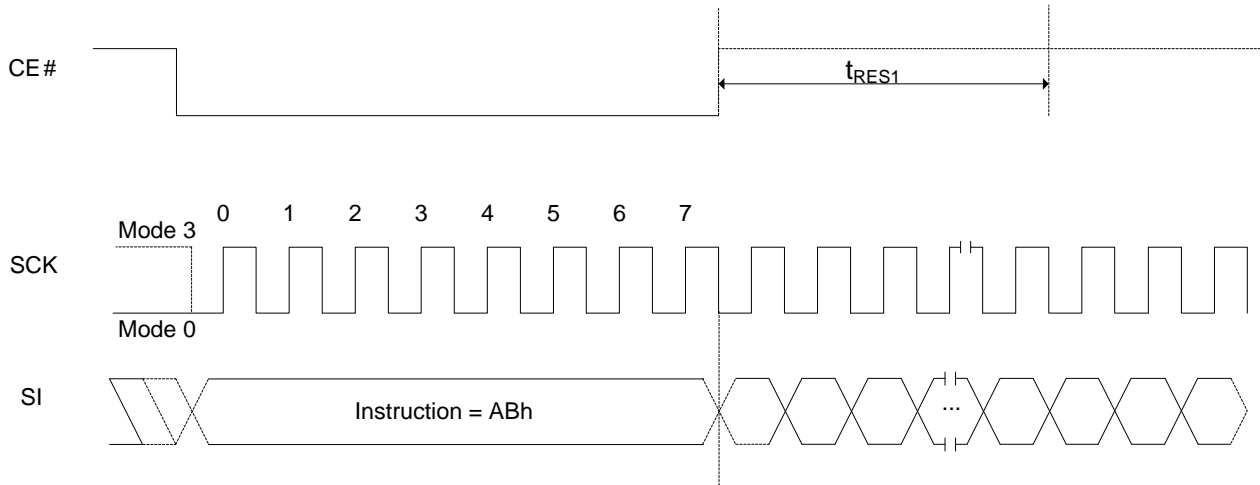 CE#
tRES1
0 1 2 3 4 5 6 7
Mode 3
SCK
Mode 0
SI
Instruction = ABh
...